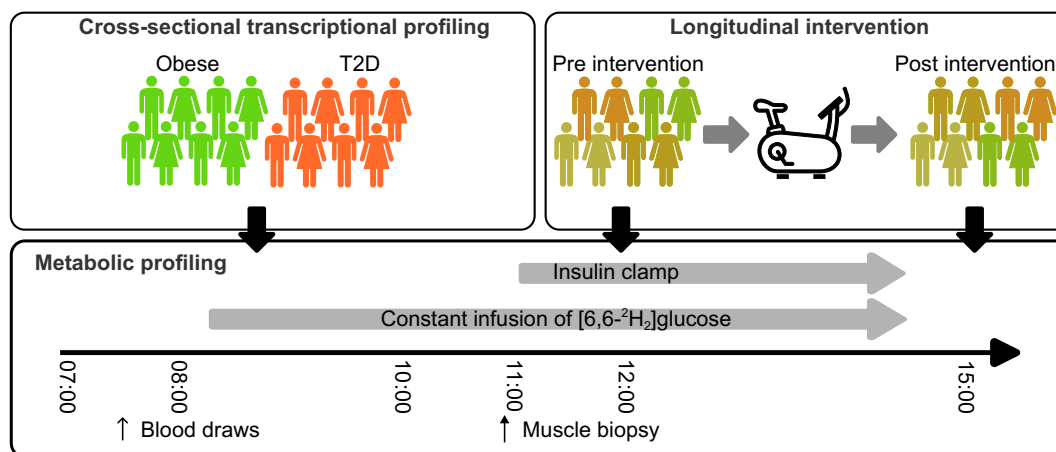 Cross-sectional transcriptional profiling
Obese
T2D
Longitudinal intervention
Pre intervention
Post intervention
Metabolic profiling
Insulin clamp
Constant infusion of [6,6-²H₂]glucose
07:00
08:00
10:00
11:00
12:00
15:00
↑ Blood draws
↑ Muscle biopsy